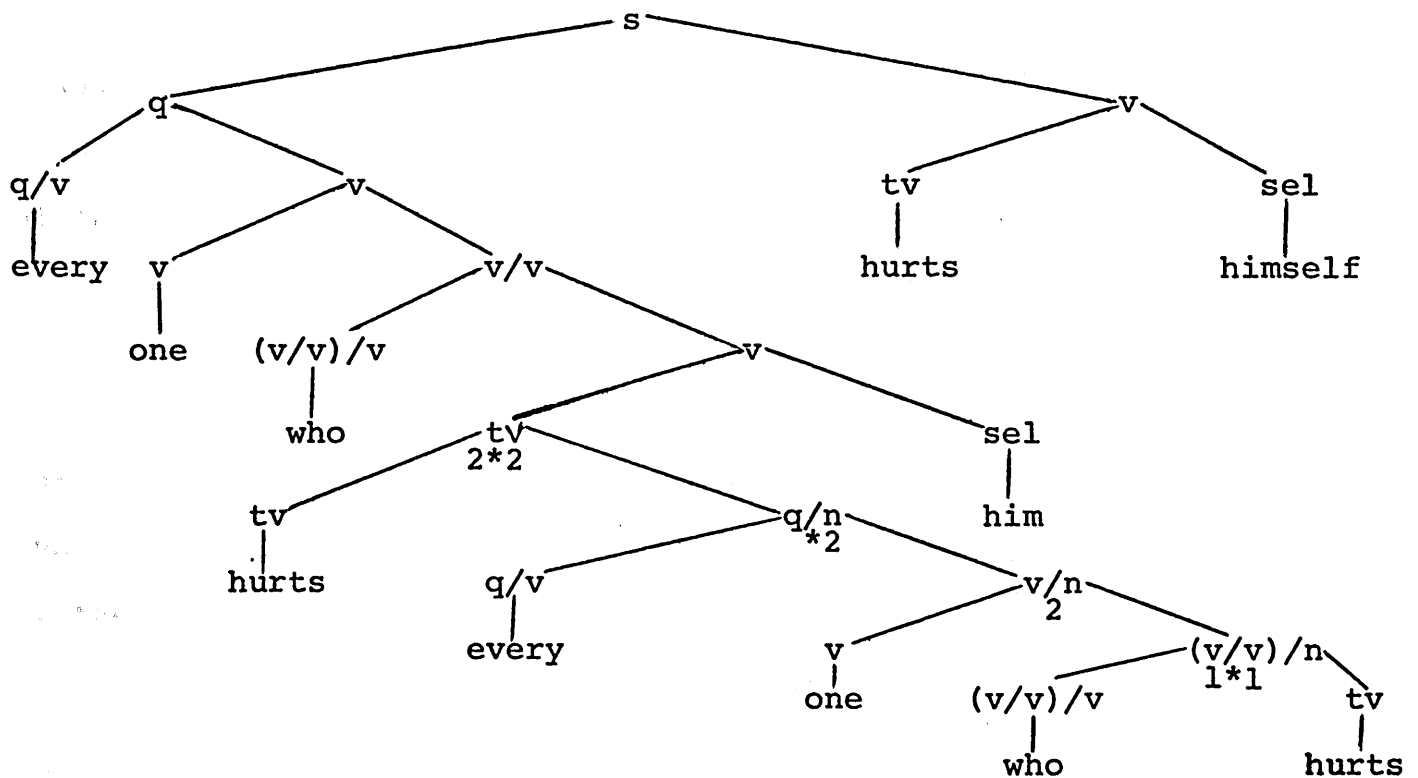 s
q v
q/v v tv sel
every v v/v hurts himself
one (v/v)/v v
who tv sel
2*2
tv q/n him
*2
hurts q/v v/n
2
every v (v/v)/n
1*1
one (v/v)/v tv
who hurts